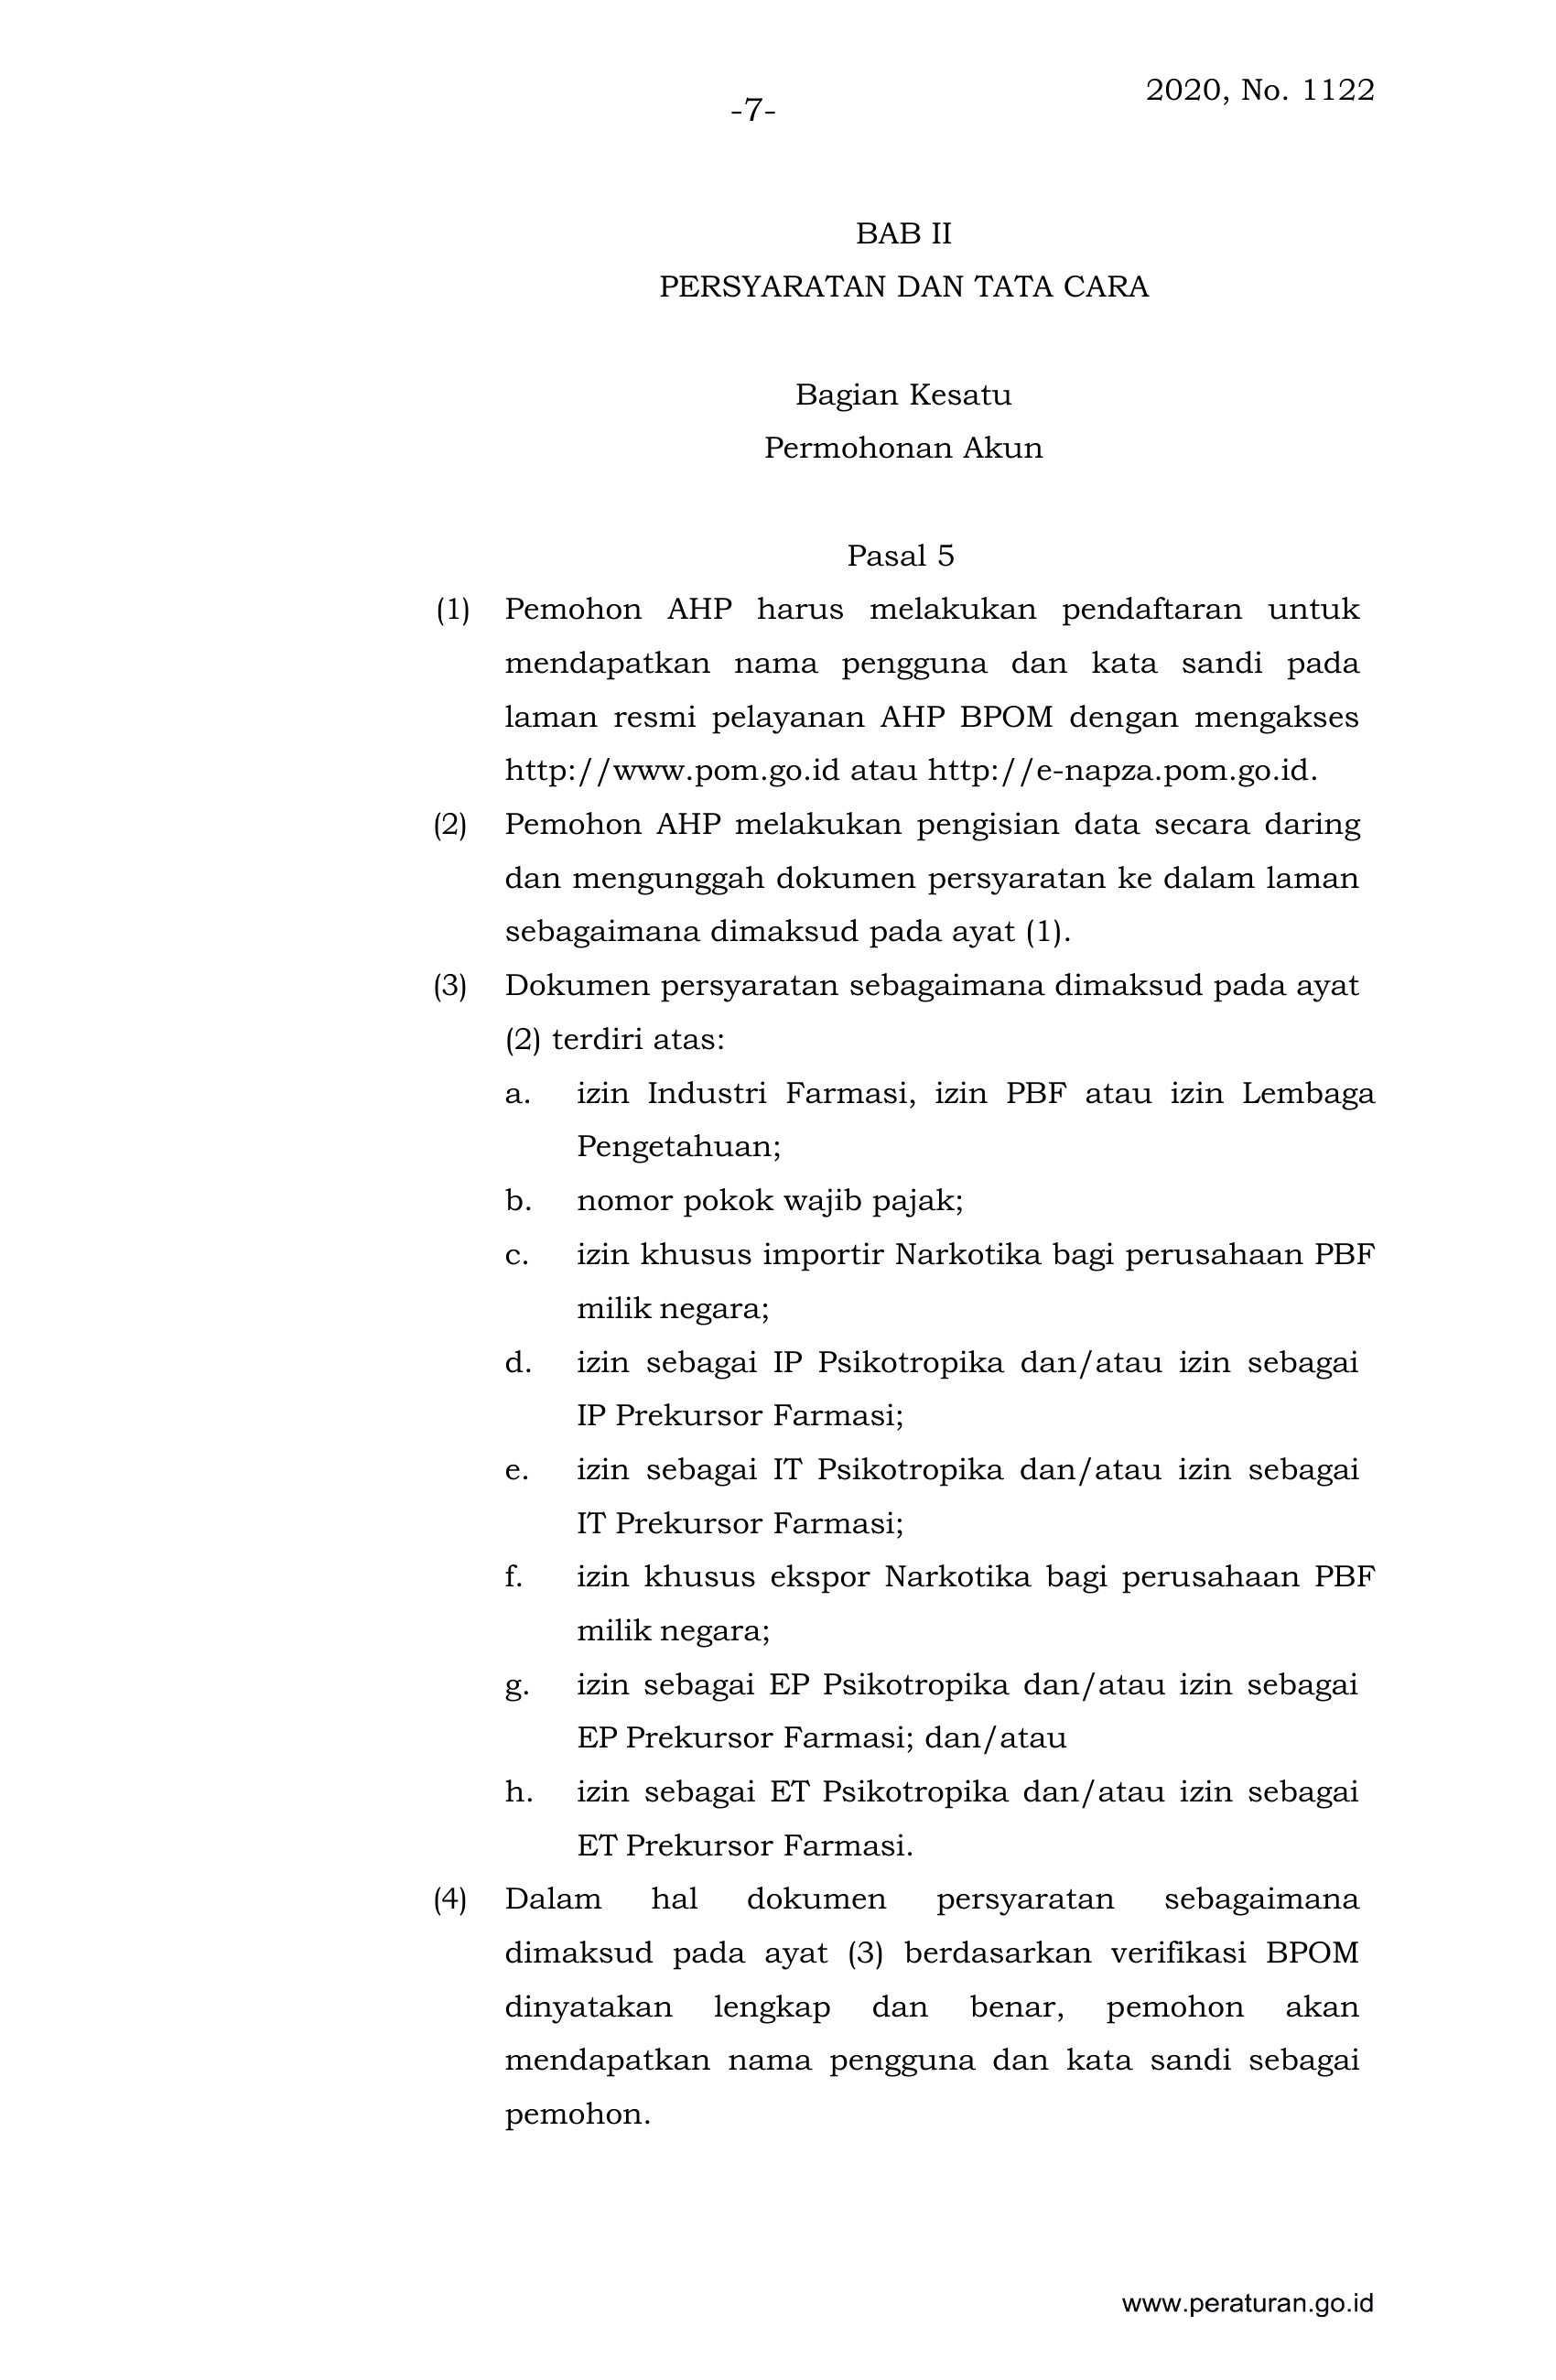 2020, No. 1122
-7-
BAB II
PERSYARATAN DAN TATA CARA
Bagian Kesatu
Permohonan Akun
Pasal 5
(1) Pemohon AHP harus melakukan pendaftaran untuk
mendapatkan nama pengguna dan kata sandi pada
laman resmi pelayanan AHP BPOM dengan mengakses
http://www.pom.go.id atau http://e-napza.pom.go.id.
(2) Pemohon AHP melakukan pengisian data secara daring
dan mengunggah dokumen persyaratan ke dalam laman
sebagaimana dimaksud pada ayat (1).
(3) Dokumen persyaratan sebagaimana dimaksud pada ayat
(2) terdiri atas:
a. izin Industri Farmasi, izin PBF atau izin Lembaga
Pengetahuan;
b. nomor pokok wajib pajak;
c. izin khusus importir Narkotika bagi perusahaan PBF
milik negara;
d. izin sebagai IP Psikotropika dan/atau izin sebagai
IP Prekursor Farmasi;
e. izin sebagai IT Psikotropika dan/atau izin sebagai
IT Prekursor Farmasi;
f. izin khusus ekspor Narkotika bagi perusahaan PBF
milik negara;
g. izin sebagai EP Psikotropika dan/atau izin sebagai
EP Prekursor Farmasi; dan/atau
h. izin sebagai ET Psikotropika dan/atau izin sebagai
ET Prekursor Farmasi.
(4) Dalam hal dokumen persyaratan sebagaimana
dimaksud pada ayat (3) berdasarkan verifikasi BPOM
dinyatakan lengkap dan benar, pemohon akan
mendapatkan nama pengguna dan kata sandi sebagai
pemohon.
www.peraturan.go.id